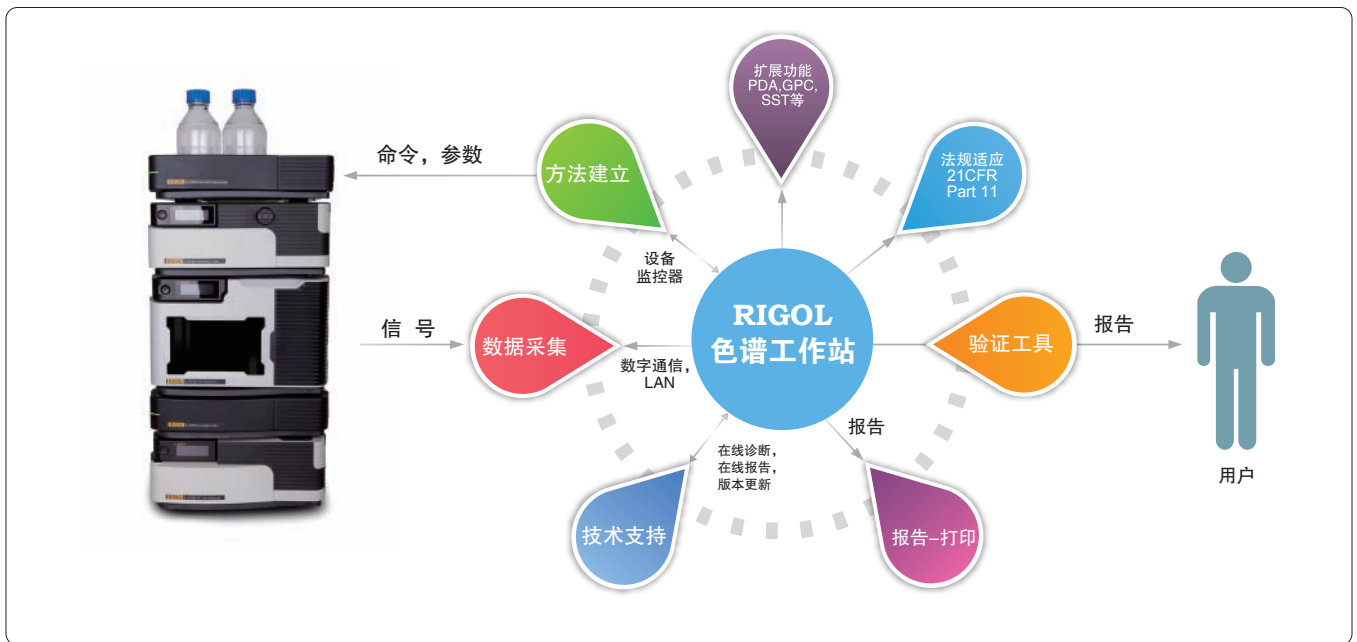 扩展功能
PDA,GPC,
SST等
命令，参数
方法建立
法规适应
21CFR
Part 11
设备
监控器
RIGOL
色谱工作站
信 号
数据采集
数字通信，
LAN
验证工具
报告
报告
在线诊断，
在线报告，
版本更新
技术支持
报告-打印
用户